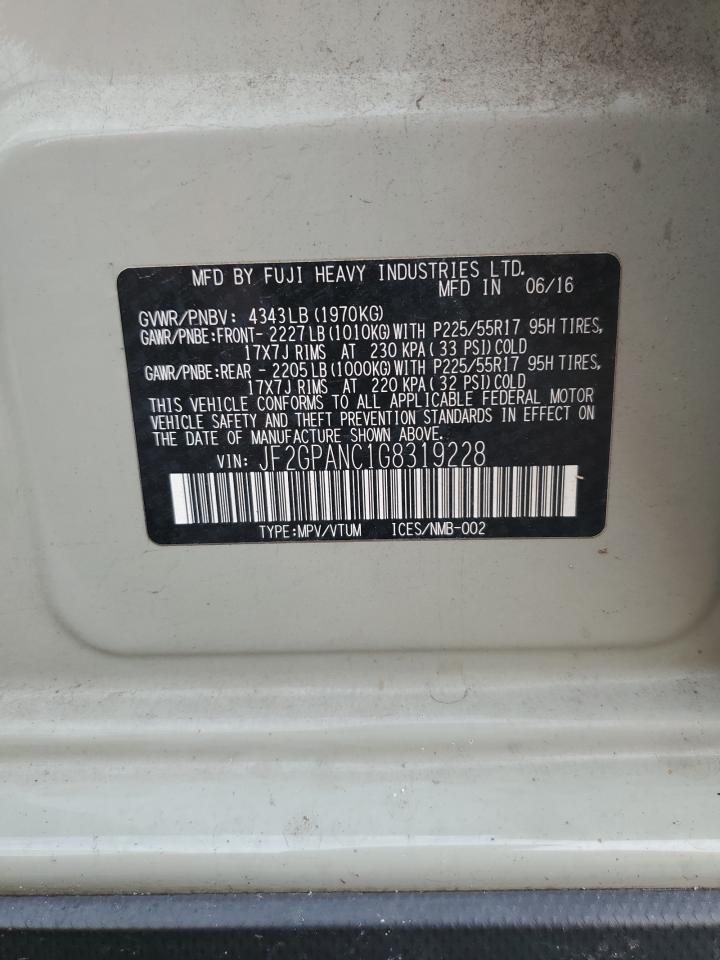 MFD BY FUJI HEAVY INDUSTRIES LTD.
MFD IN 06/16
GVWR/PNBV: 4343LB (1970KG)
GAWR/PNBE:FRONT- 2227LB (1010KG) WITH P225/55R17 95H TIRES,
17X7J RIMS AT 230 KPA( 33 PSI) COLD
GAWR/PNBE:REAR - 2205LB (1000KG) WITH P225/55R17 95H TIRES,
17X7J RIMS AT 220 KPA( 32 PSI) COLD
THIS VEHICLE CONFORMS TO ALL APPLICABLE FEDERAL MOTOR
VEHICLE SAFETY AND THEFT PREVENTION STANDARDS IN EFFECT ON
THE DATE OF MANUFACTURE SHOWN ABOVE.
VIN: JF2GPANC1G8319228
TYPE:MPV/VTUM ICES/NMB-002